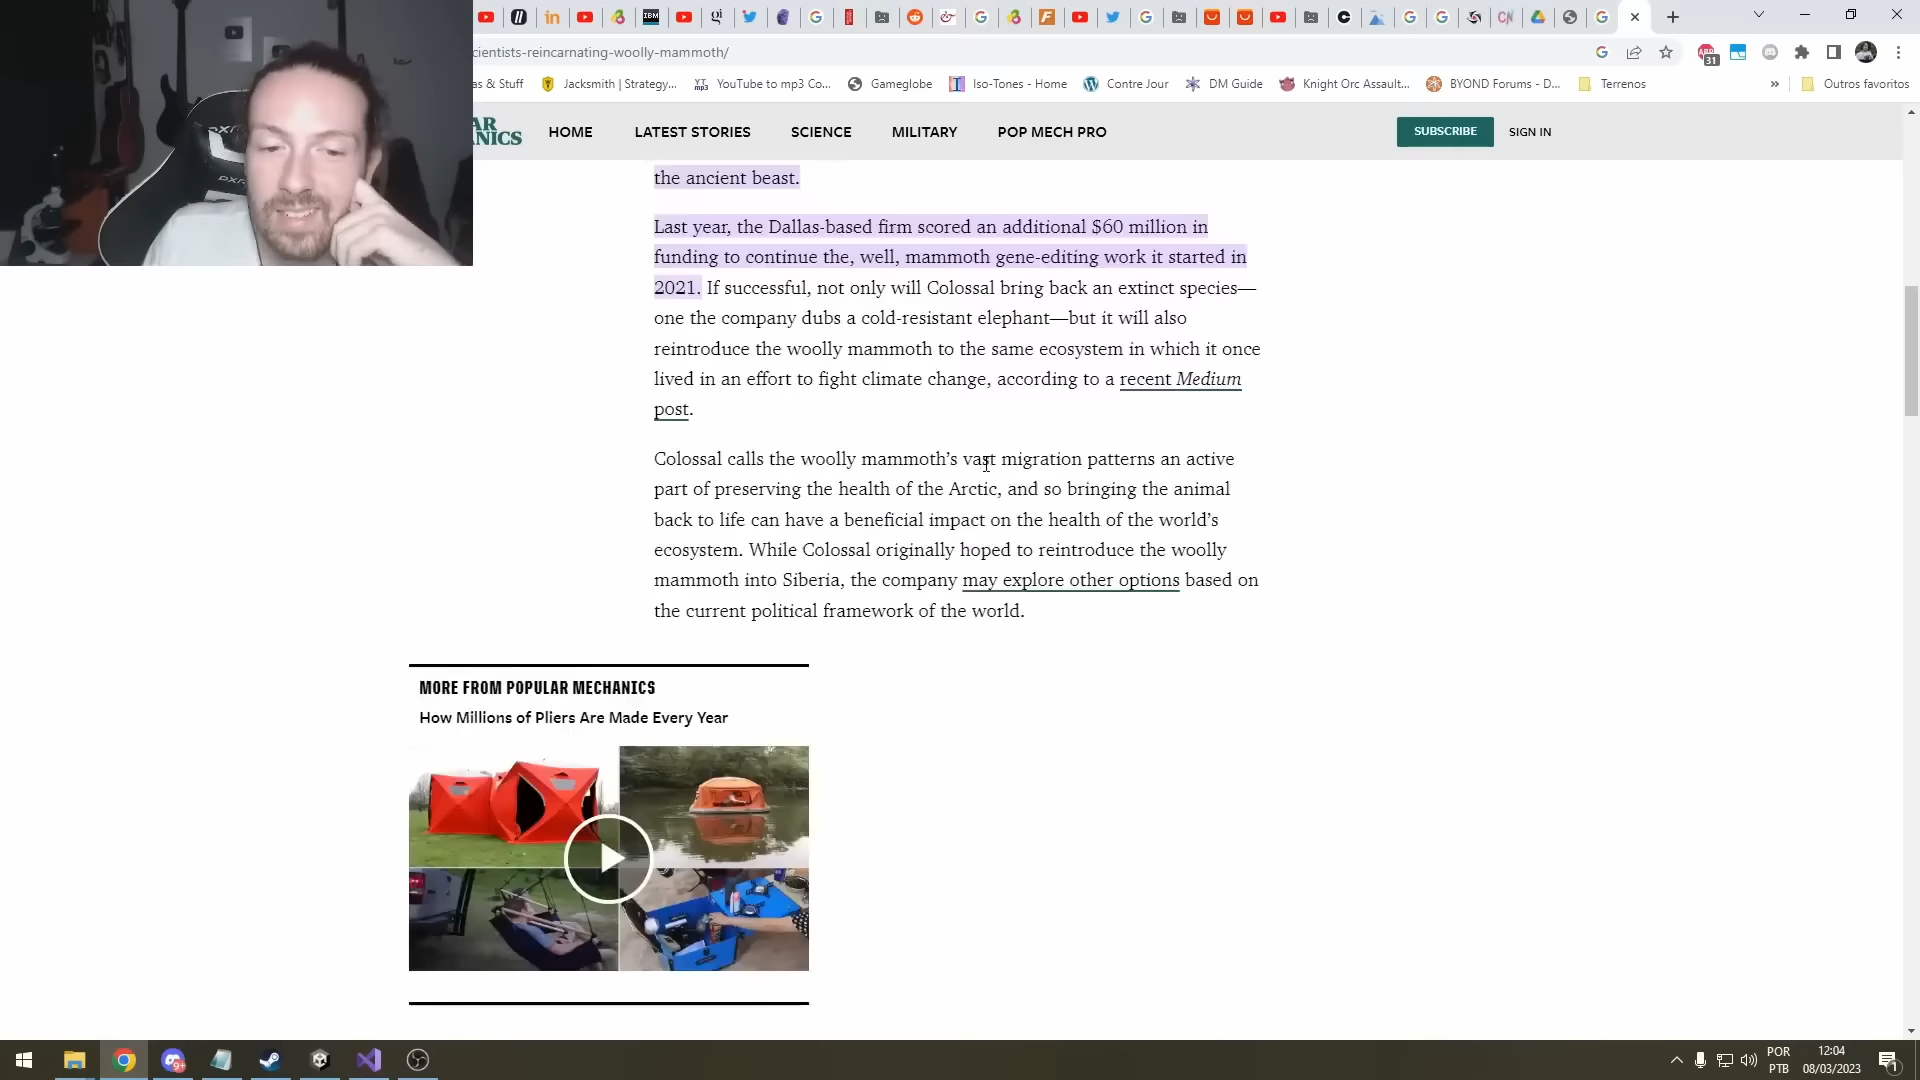 cientists-reincarnating-woolly-mammoth/
31
as & Stuff
Jacksmith | Strategy...
YouTube to mp3 Co...
Gameglobe
Iso-Tones - Home
Contre Jour
DM Guide
Knight Orc Assault...
BYOND Forums - D...
Terrenos
»
Outros favoritos
AR
ANICS
HOME
LATEST STORIES
SCIENCE
MILITARY
POP MECH PRO
SUBSCRIBE
SIGN IN
the ancient beast.
Last year, the Dallas-based firm scored an additional $60 million in
funding to continue the, well, mammoth gene-editing work it started in
2021. If successful, not only will Colossal bring back an extinct species—
one the company dubs a cold-resistant elephant—but it will also
reintroduce the woolly mammoth to the same ecosystem in which it once
lived in an effort to fight climate change, according to a recent Medium
post.
Colossal calls the woolly mammoth’s vast migration patterns an active
part of preserving the health of the Arctic, and so bringing the animal
back to life can have a beneficial impact on the health of the world’s
ecosystem. While Colossal originally hoped to reintroduce the woolly
mammoth into Siberia, the company may explore other options based on
the current political framework of the world.
MORE FROM POPULAR MECHANICS
How Millions of Pliers Are Made Every Year
POR
PTB
12:04
08/03/2023